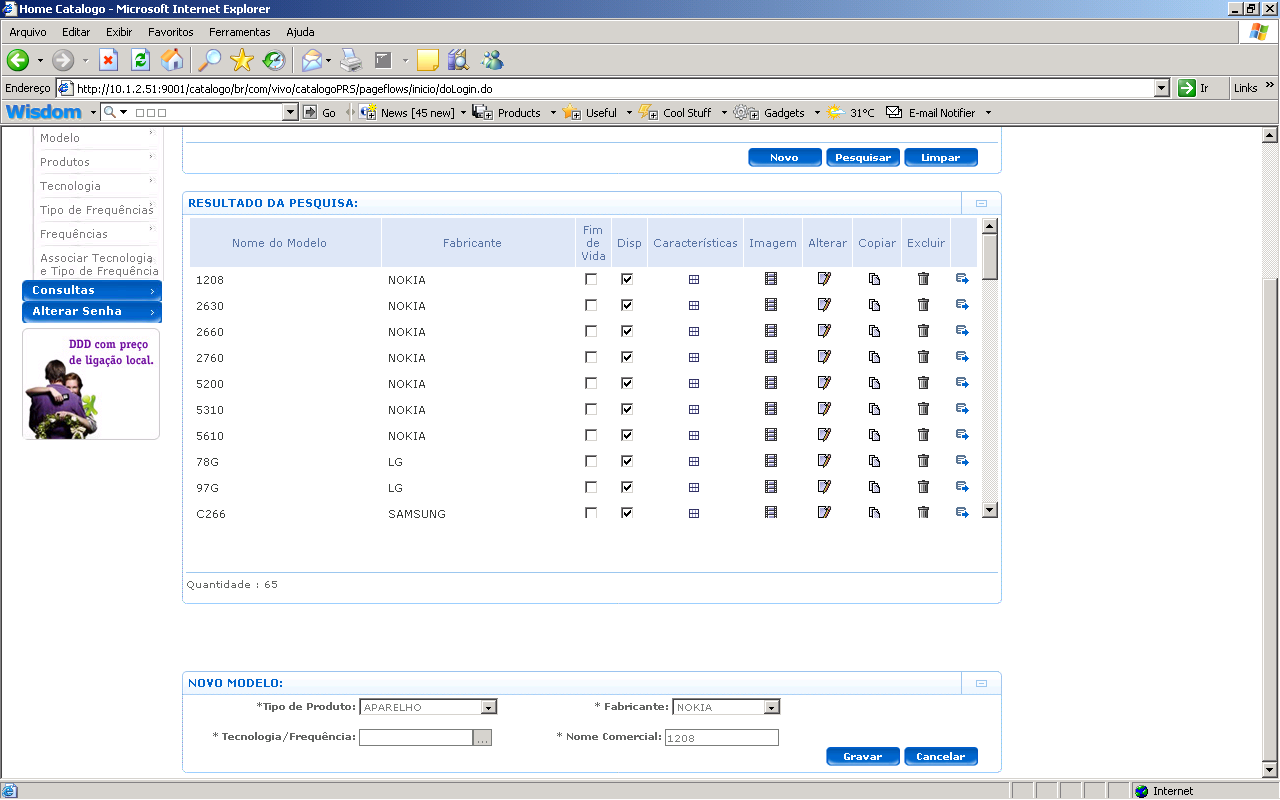 Home Catalogo - Microsoft Internet Explorer
Arquivo Editar Exibir Favoritos Ferramentas Ajuda
Endereço http://10.1.2.51:9001/catalogo/br/com/vivo/catalogoPRS/pageflows/inicio/doLogin.do Ir Links »
Wisdom Go News [45 new] Products Useful Cool Stuff Gadgets 31°C E-mail Notifier
Modelo
Produtos
Tecnologia
Tipo de Frequências
Frequências
Associar Tecnologia
e Tipo de Frequência
Consultas
Alterar Senha
DDD com preço
de ligação local.
Novo Pesquisar Limpar
RESULTADO DA PESQUISA:
Nome do Modelo Fabricante Fim de Vida Disp Características Imagem Alterar Copiar Excluir
1208 NOKIA
2630 NOKIA
2660 NOKIA
2760 NOKIA
5200 NOKIA
5310 NOKIA
5610 NOKIA
78G LG
97G LG
C266 SAMSUNG
Quantidade : 65
NOVO MODELO:
*Tipo de Produto: APARELHO * Fabricante: NOKIA
* Tecnologia/Frequência: ... * Nome Comercial: 1208
Gravar Cancelar
Internet